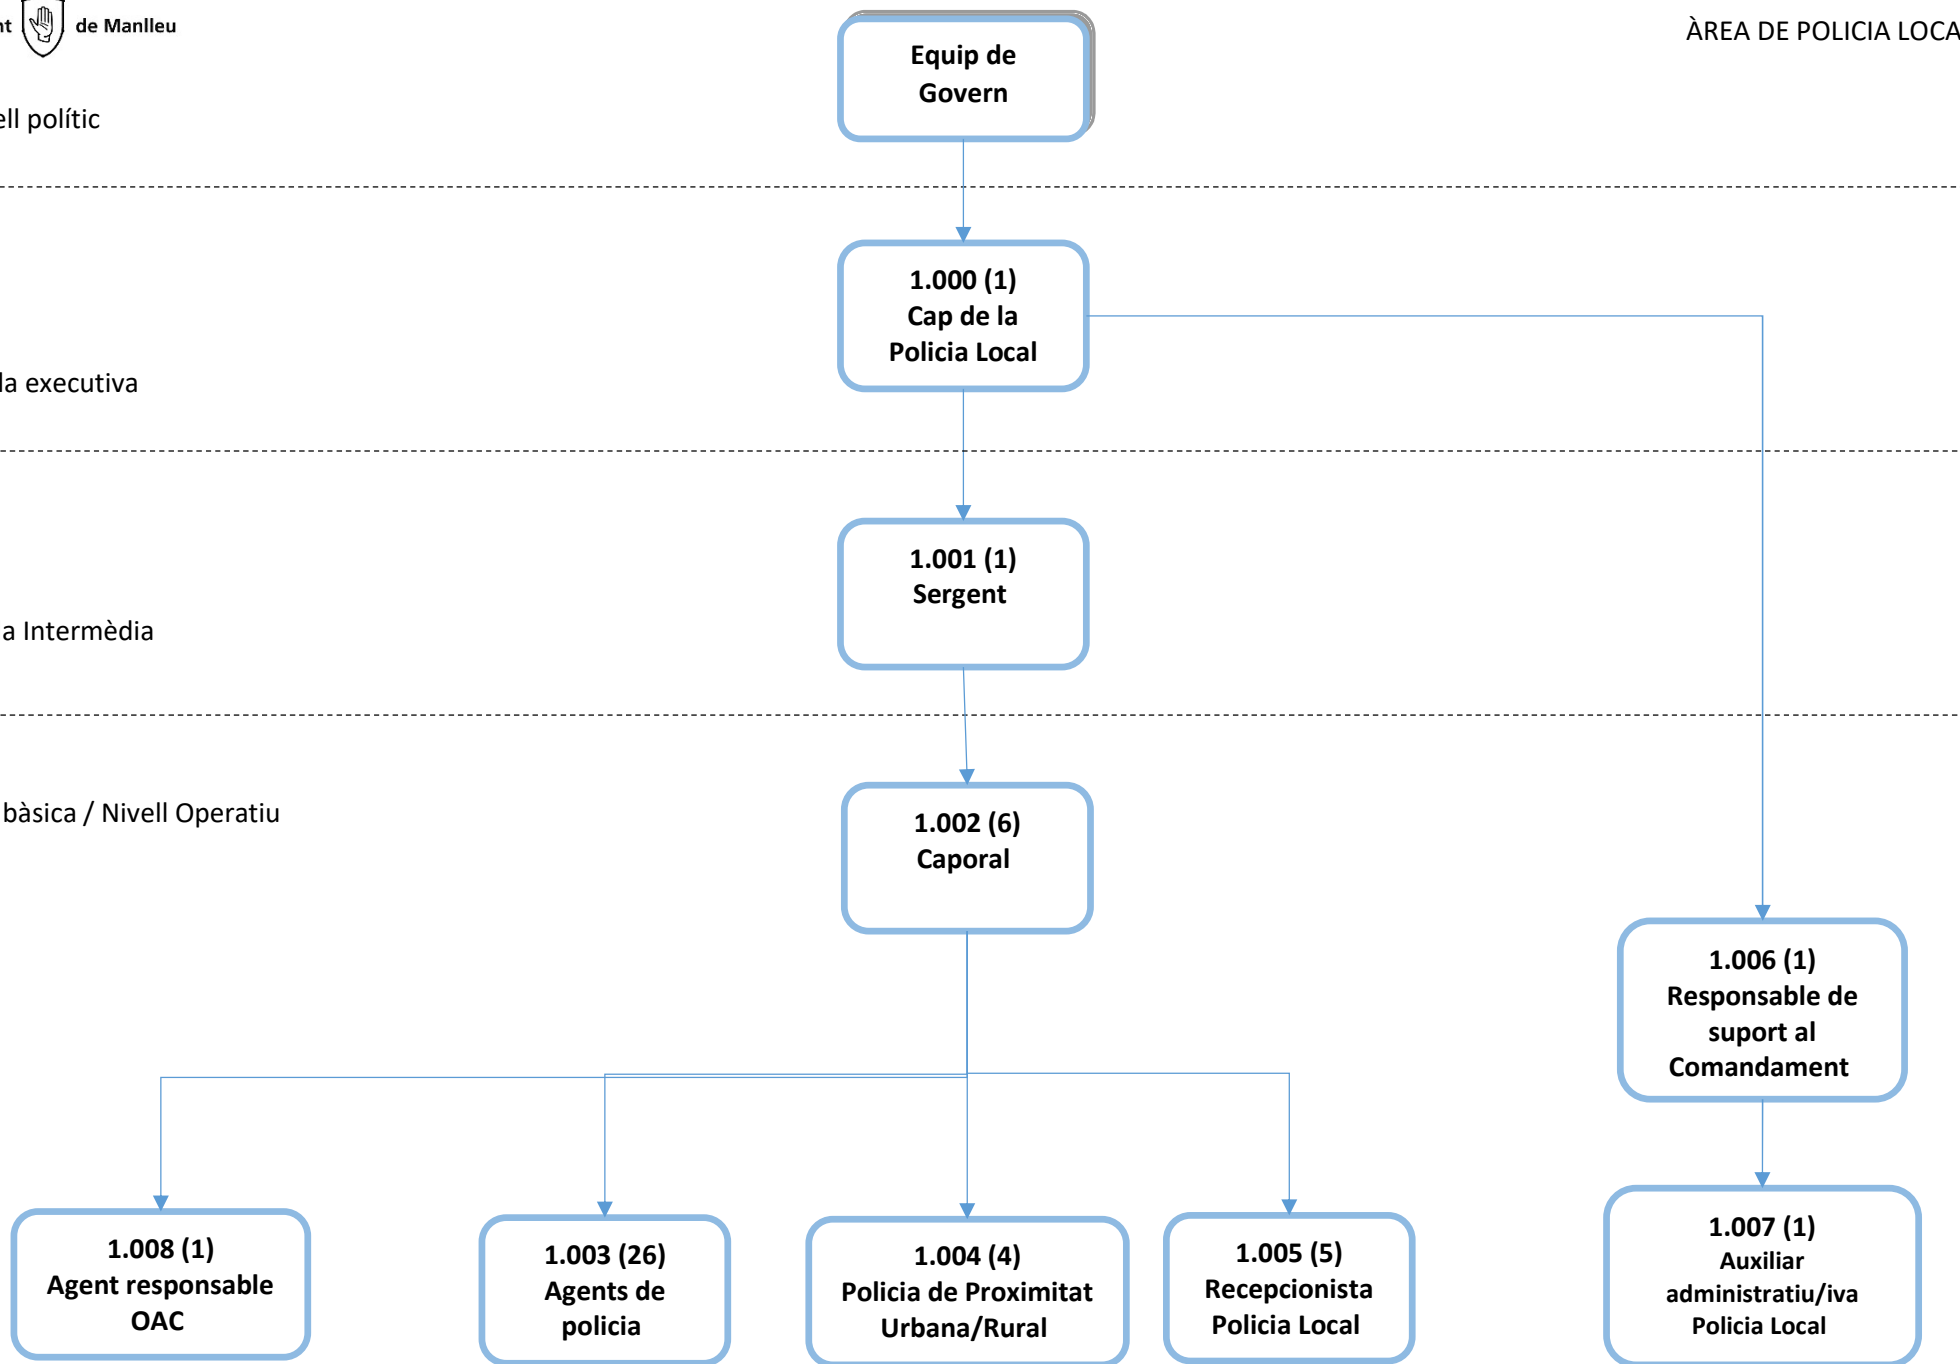 de Manlleu
ÀREA DE POLICIA LOCA
Equip de
Govern
ell polític
1.000 (1)
Cap de la
Policia Local
la executiva
1.001 (1)
Sergent
a Intermèdia
1.002 (6)
Caporal
bàsica / Nivell Operatiu
1.006 (1)
Responsable de
suport al
Comandament
1.008 (1)
Agent responsable
OAC
1.003 (26)
Agents de
policia
1.004 (4)
Policia de Proximitat
Urbana/Rural
1.005 (5)
Recepcionista
Policia Local
1.007 (1)
Auxiliar
administratiu/iva
Policia Local